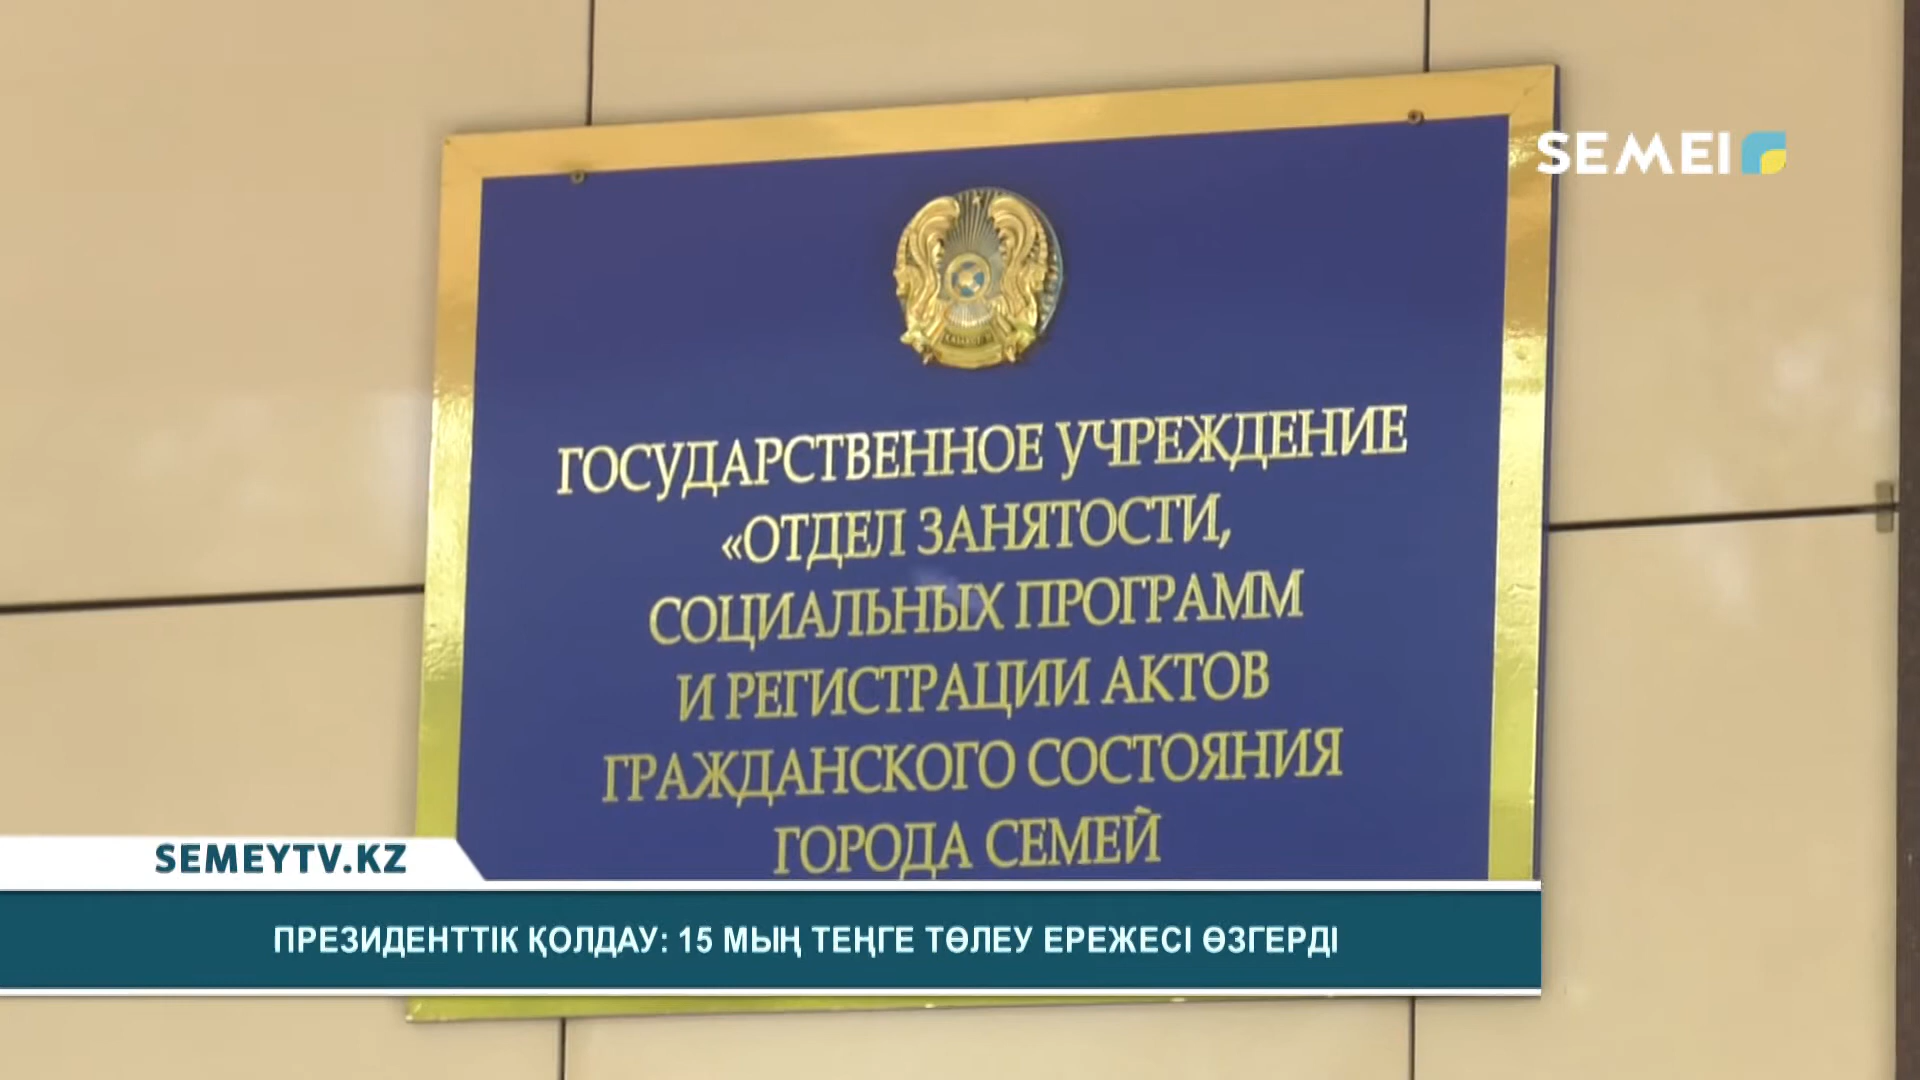 SEMEI
ГОСУДАРСТВЕННОЕ УЧРЕЖДЕНИЕ
«ОТДЕЛ ЗАНЯТОСТИ,
СОЦИАЛЬНЫХ ПРОГРАММ
И РЕГИСТРАЦИИ АКТОВ
ГРАЖДАНСКОГО СОСТОЯНИЯ
ГОРОДА СЕМЕЙ
SEMEYTV.KZ
ПРЕЗИДЕНТТІК ҚОЛДАУ: 15 МЫҢ ТЕҢГЕ ТӨЛЕУ ЕРЕЖЕСІ ӨЗГЕРДІ